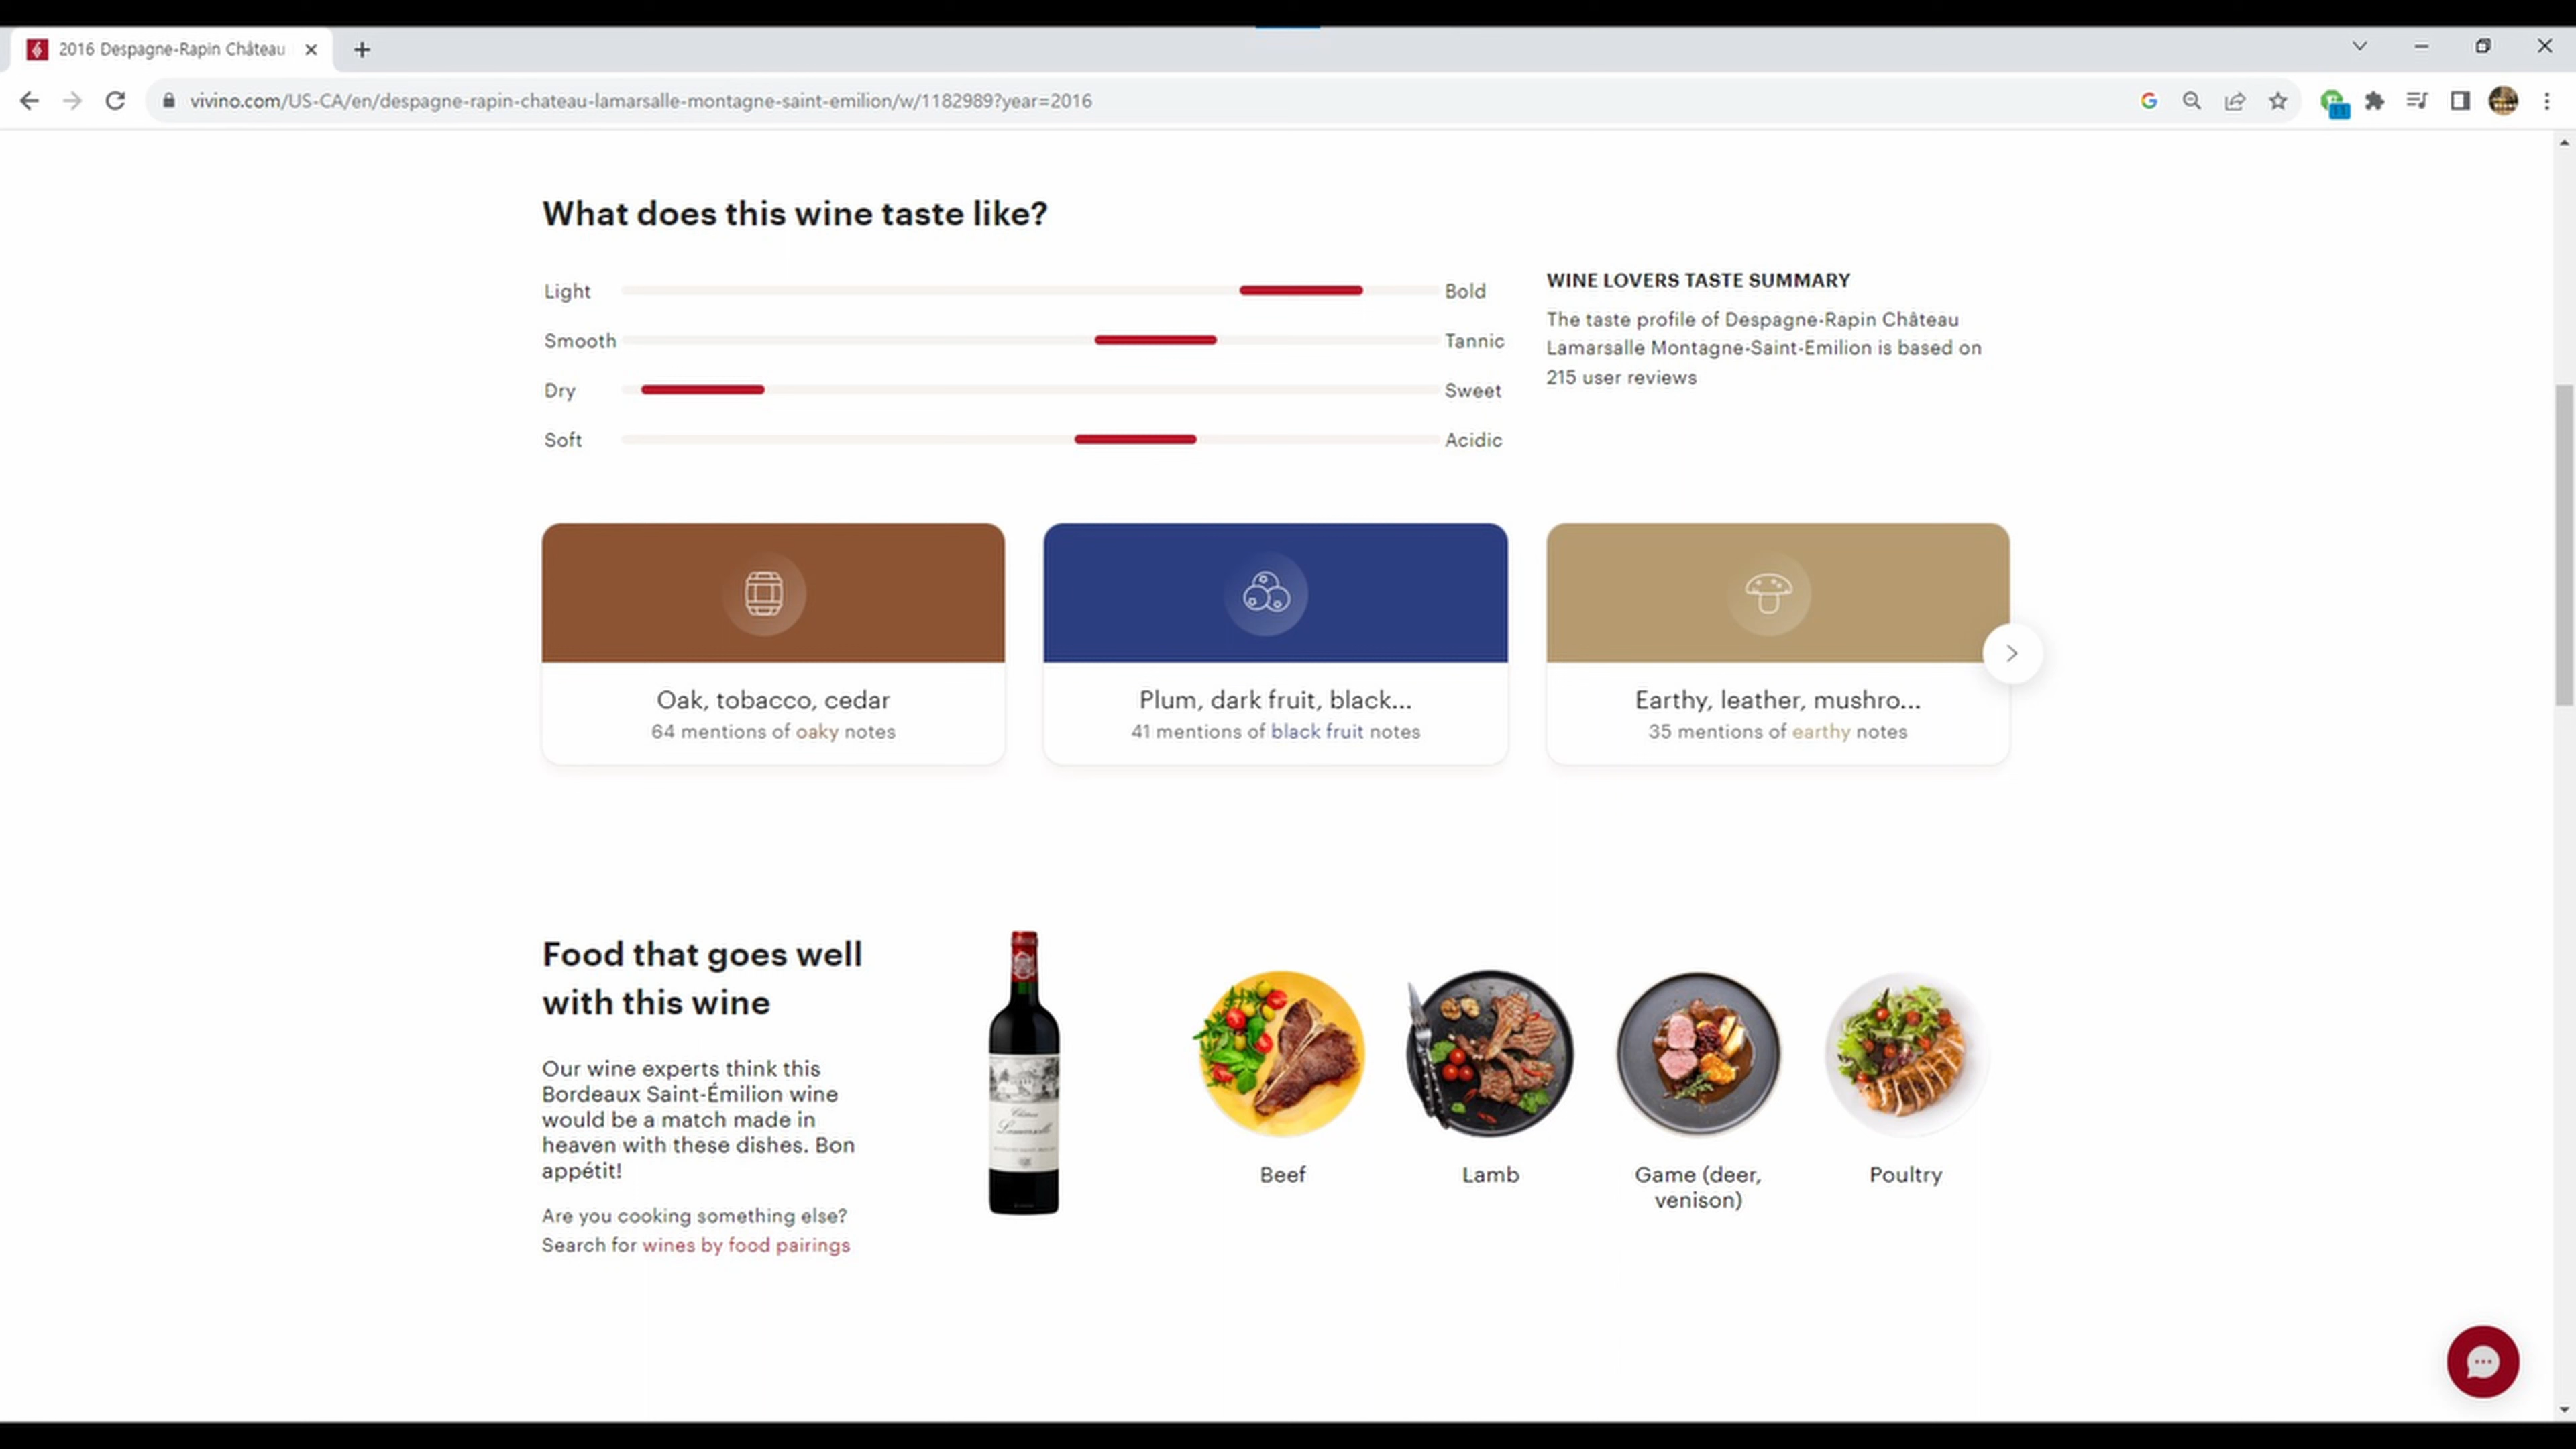 2016 Despagne-Rapin Château
vivino.com/US-CA/en/despagne-rapin-chateau-lamarsalle-montagne-saint-emilion/w/1182989?year=2016
What does this wine taste like?
Light
Bold
Smooth
Tannic
Dry
Sweet
Soft
Acidic
WINE LOVERS TASTE SUMMARY
The taste profile of Despagne-Rapin Château
Lamarsalle Montagne-Saint-Emilion is based on
215 user reviews
Oak, tobacco, cedar
64 mentions of oaky notes
Plum, dark fruit, black...
41 mentions of black fruit notes
Earthy, leather, mushro...
35 mentions of earthy notes
Food that goes well
with this wine
Our wine experts think this
Bordeaux Saint-Émilion wine
would be a match made in
heaven with these dishes. Bon
appétit!
Are you cooking something else?
Search for wines by food pairings
Château
Lamarsalle
Beef
Lamb
Game (deer,
venison)
Poultry